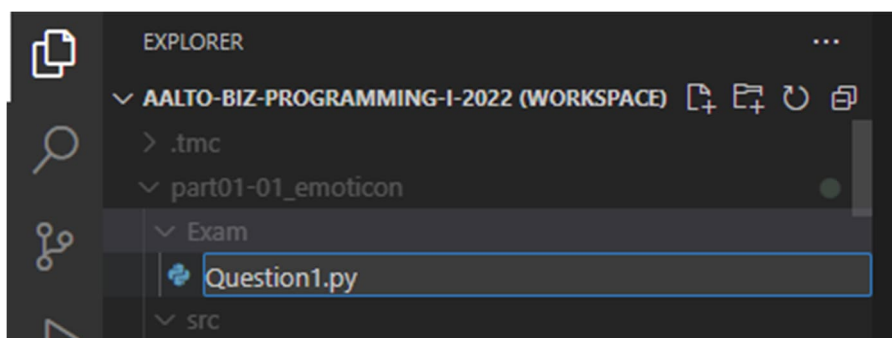 EXPLORER
AALTO-BIZ-PROGRAMMING-I-2022 (WORKSPACE)
.tmc
part01-01_emoticon
Exam
Question1.py
src